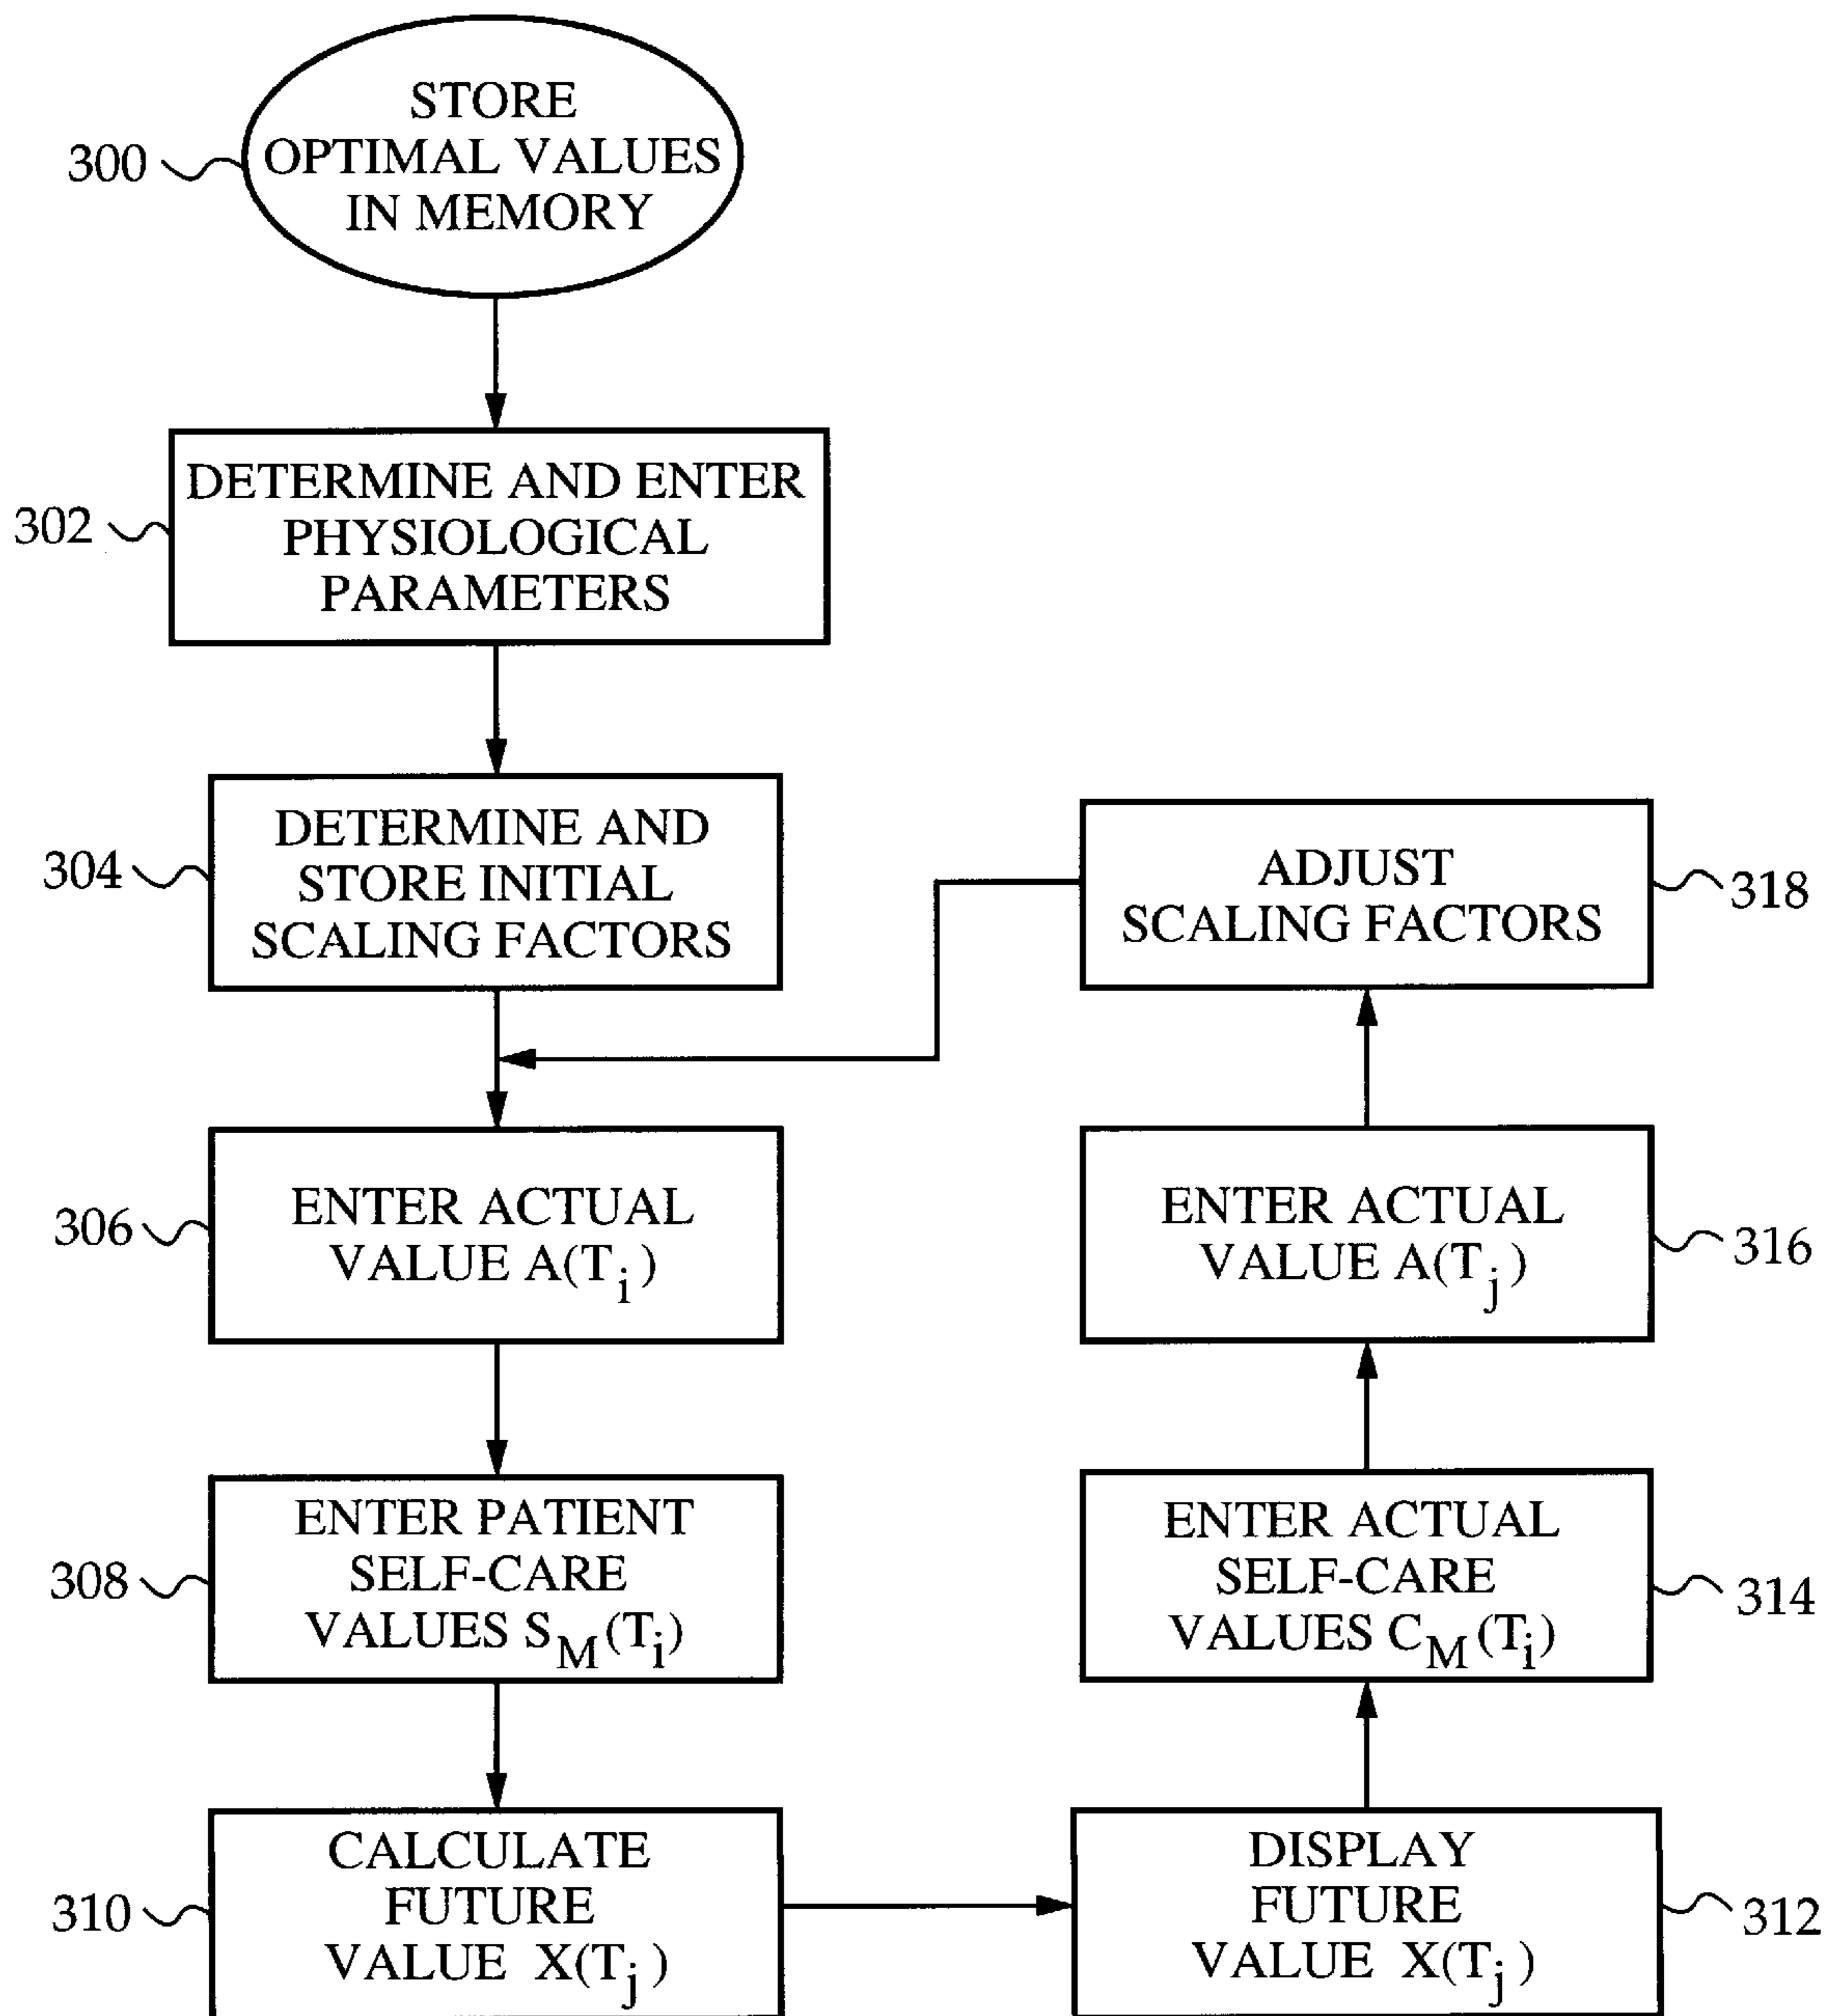 300
STORE
OPTIMAL VALUES
IN MEMORY
302
DETERMINE AND ENTER
PHYSIOLOGICAL
PARAMETERS
304
DETERMINE AND
STORE INITIAL
SCALING FACTORS
ADJUST
SCALING FACTORS
318
306
ENTER ACTUAL
VALUE A(Ti)
ENTER ACTUAL
VALUE A(Tj)
316
308
ENTER PATIENT
SELF-CARE
VALUES SM(Ti)
ENTER ACTUAL
SELF-CARE
VALUES CM(Ti)
314
310
CALCULATE
FUTURE
VALUE X(Tj)
DISPLAY
FUTURE
VALUE X(Tj)
312